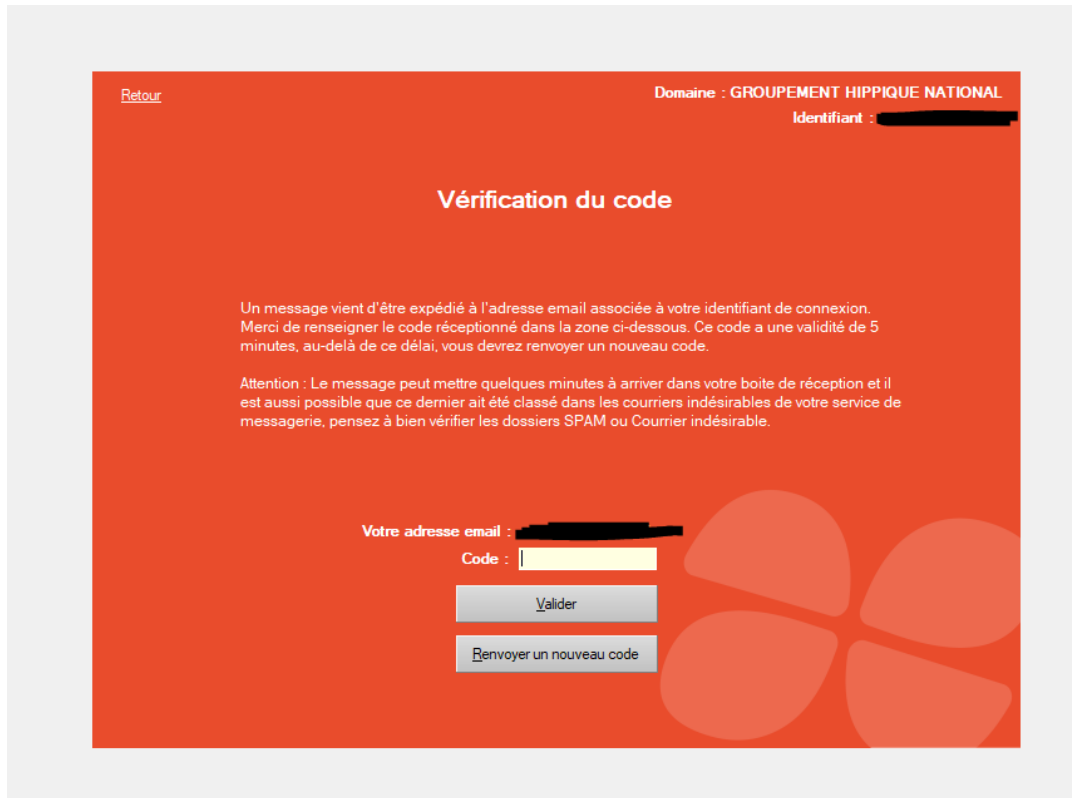 Retour
Domaine : GROUPEMENT HIPPIQUE NATIONAL
Identifiant :
Vérification du code
Un message vient d'être expédié à l'adresse email associée à votre identifiant de connexion.
Merci de renseigner le code réceptionné dans la zone ci-dessous. Ce code a une validité de 5
minutes, au-delà de ce délai, vous devrez renvoyer un nouveau code.
Attention : Le message peut mettre quelques minutes à arriver dans votre boite de réception et il
est aussi possible que ce dernier ait été classé dans les courriers indésirables de votre service de
messagerie, pensez à bien vérifier les dossiers SPAM ou Courrier indésirable.
Votre adresse email :
Code :
Valider
Renvoyer un nouveau code